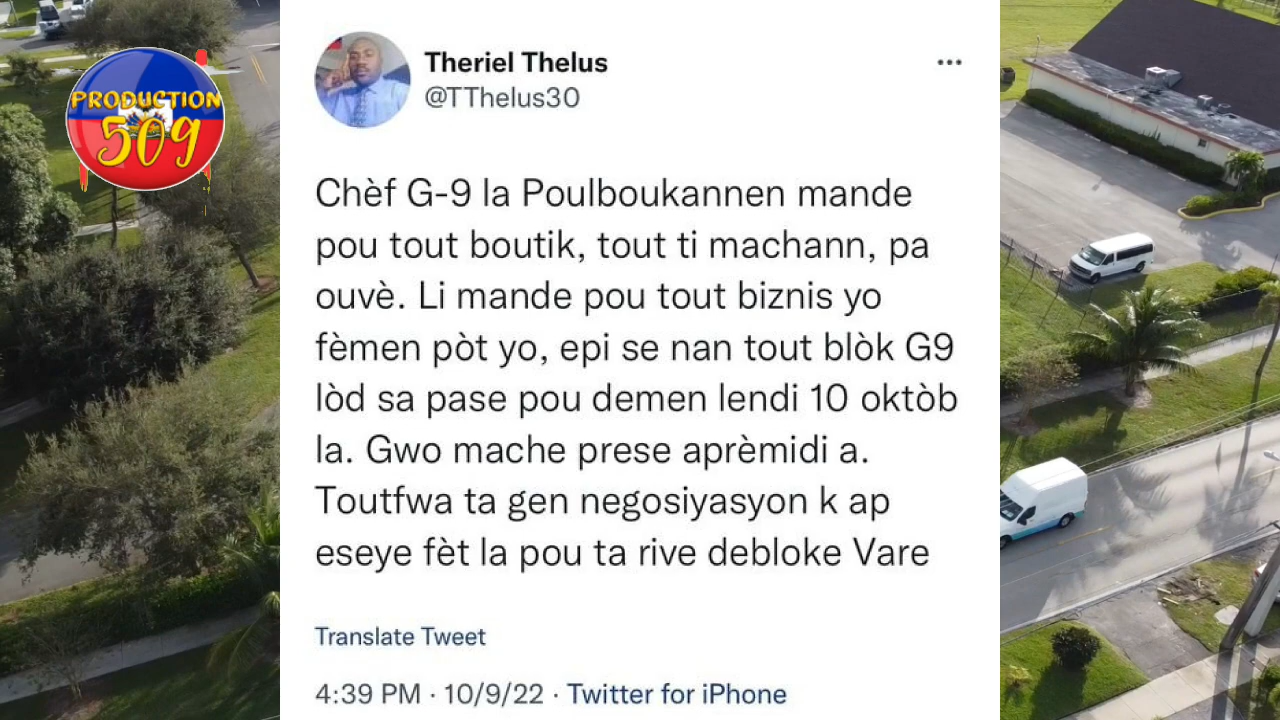 PRODUCTION
509
Theriel Thelus
@TThelus30
Chèf G-9 la Poulboukannen mande
pou tout boutik, tout ti machann, pa
ouvè. Li mande pou tout biznis yo
fèmen pòt yo, epi se nan tout blòk G9
lòd sa pase pou demen lendi 10 oktòb
la. Gwo mache prese aprèmidi a.
Toutfwa ta gen negosiyasyon k ap
eseye fèt la pou ta rive debloke Vare
Translate Tweet
4:39 PM · 10/9/22 · Twitter for iPhone